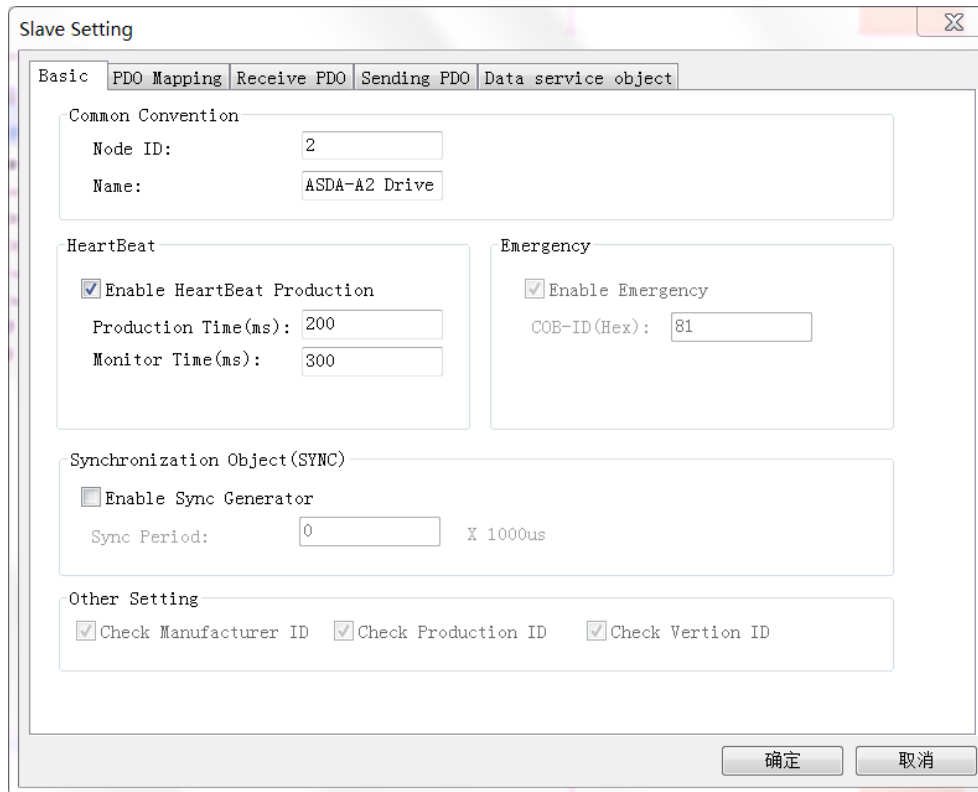 Slave Setting
Basic PDO Mapping Receive PDO Sending PDO Data service object
Common Convention
Node ID: 2
Name: ASDA-A2 Drive
HeartBeat Emergency
Enable HeartBeat Production Enable Emergency
Production Time(ms): 200 COB-ID(Hex): 81
Monitor Time(ms): 300
Synchronization Object(SYNC)
Enable Sync Generator
Sync Period: 0 X 1000us
Other Setting
Check Manufacturer ID Check Production ID Check Vertion ID
确定 取消